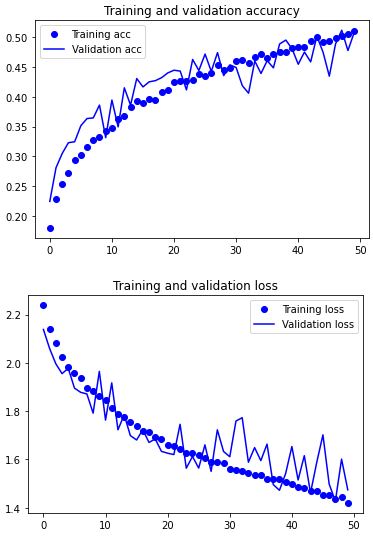 Training and validation accuracy
Training acc
Validation acc
0.50
0.45
0.40
0.35
0.30
0.25
0.20
0 10 20 30 40 50
Training and validation loss
Training loss
Validation loss
2.2
2.0
1.8
1.6
1.4
0 10 20 30 40 50